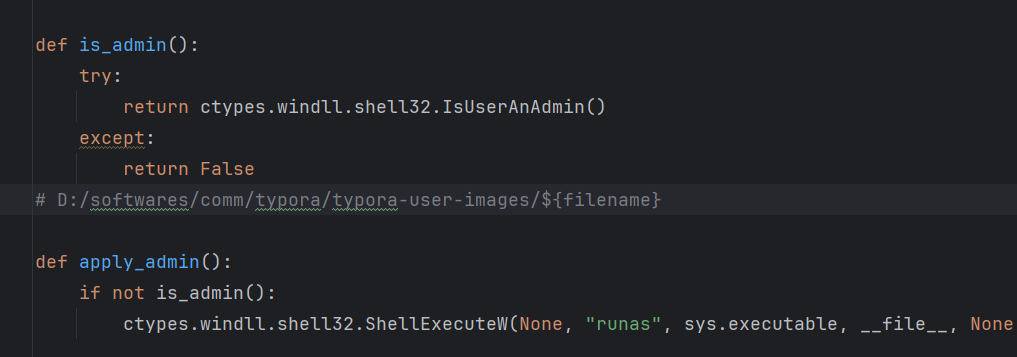 def is_admin():
    try:
        return ctypes.windll.shell32.IsUserAnAdmin()
    except:
        return False
# D:/softwares/comm/typora/typora-user-images/${filename}
def apply_admin():
    if not is_admin():
        ctypes.windll.shell32.ShellExecuteW(None, "runas", sys.executable, __file__, None